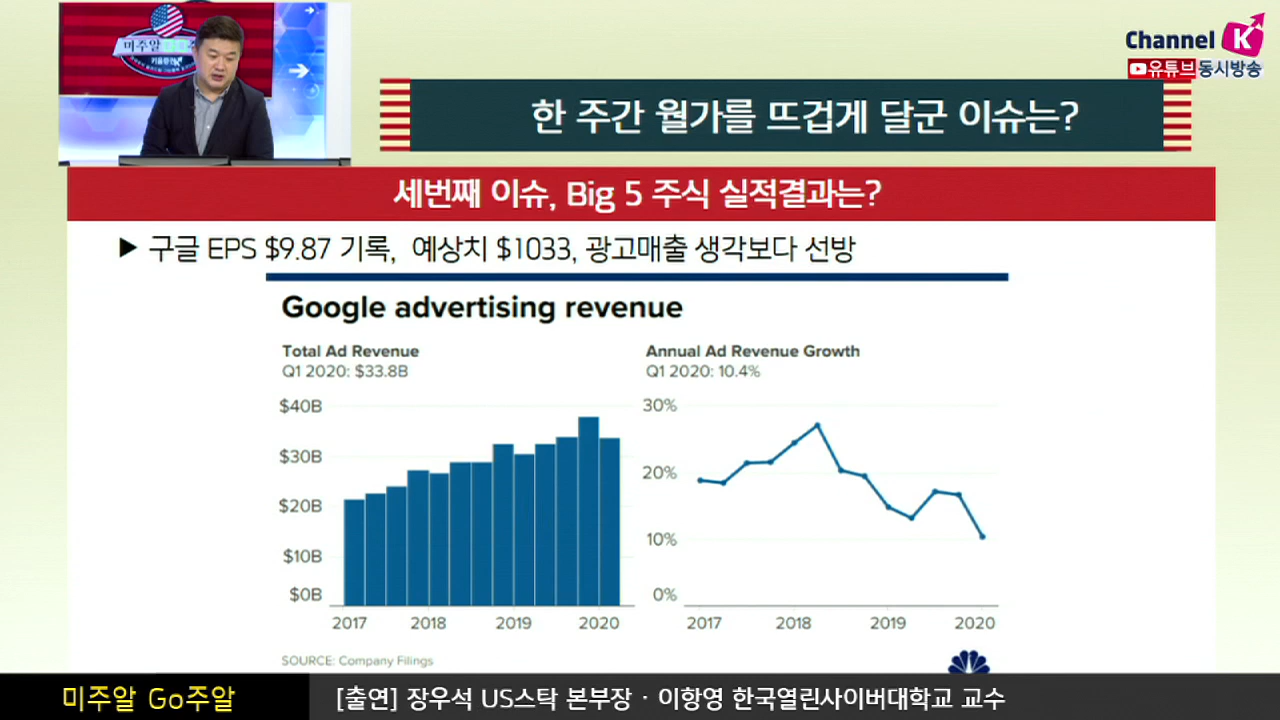 미주알
Channel K
유튜브동시방송
한 주간 월가를 뜨겁게 달군 이슈는?
세번째 이슈, Big 5 주식 실적결과는?
▶ 구글 EPS $9.87 기록, 예상치 $1033, 광고매출 생각보다 선방
Google advertising revenue
Total Ad Revenue
Q1 2020: $33.8B
$40B
$30B
$20B
$10B
$0B
2017 2018 2019 2020
Annual Ad Revenue Growth
Q1 2020: 10.4%
30%
20%
10%
0%
2017 2018 2019 2020
SOURCE: Company Filings
미주알 Go주알
[출연] 장우석 US스탁 본부장 · 이항영 한국열린사이버대학교 교수